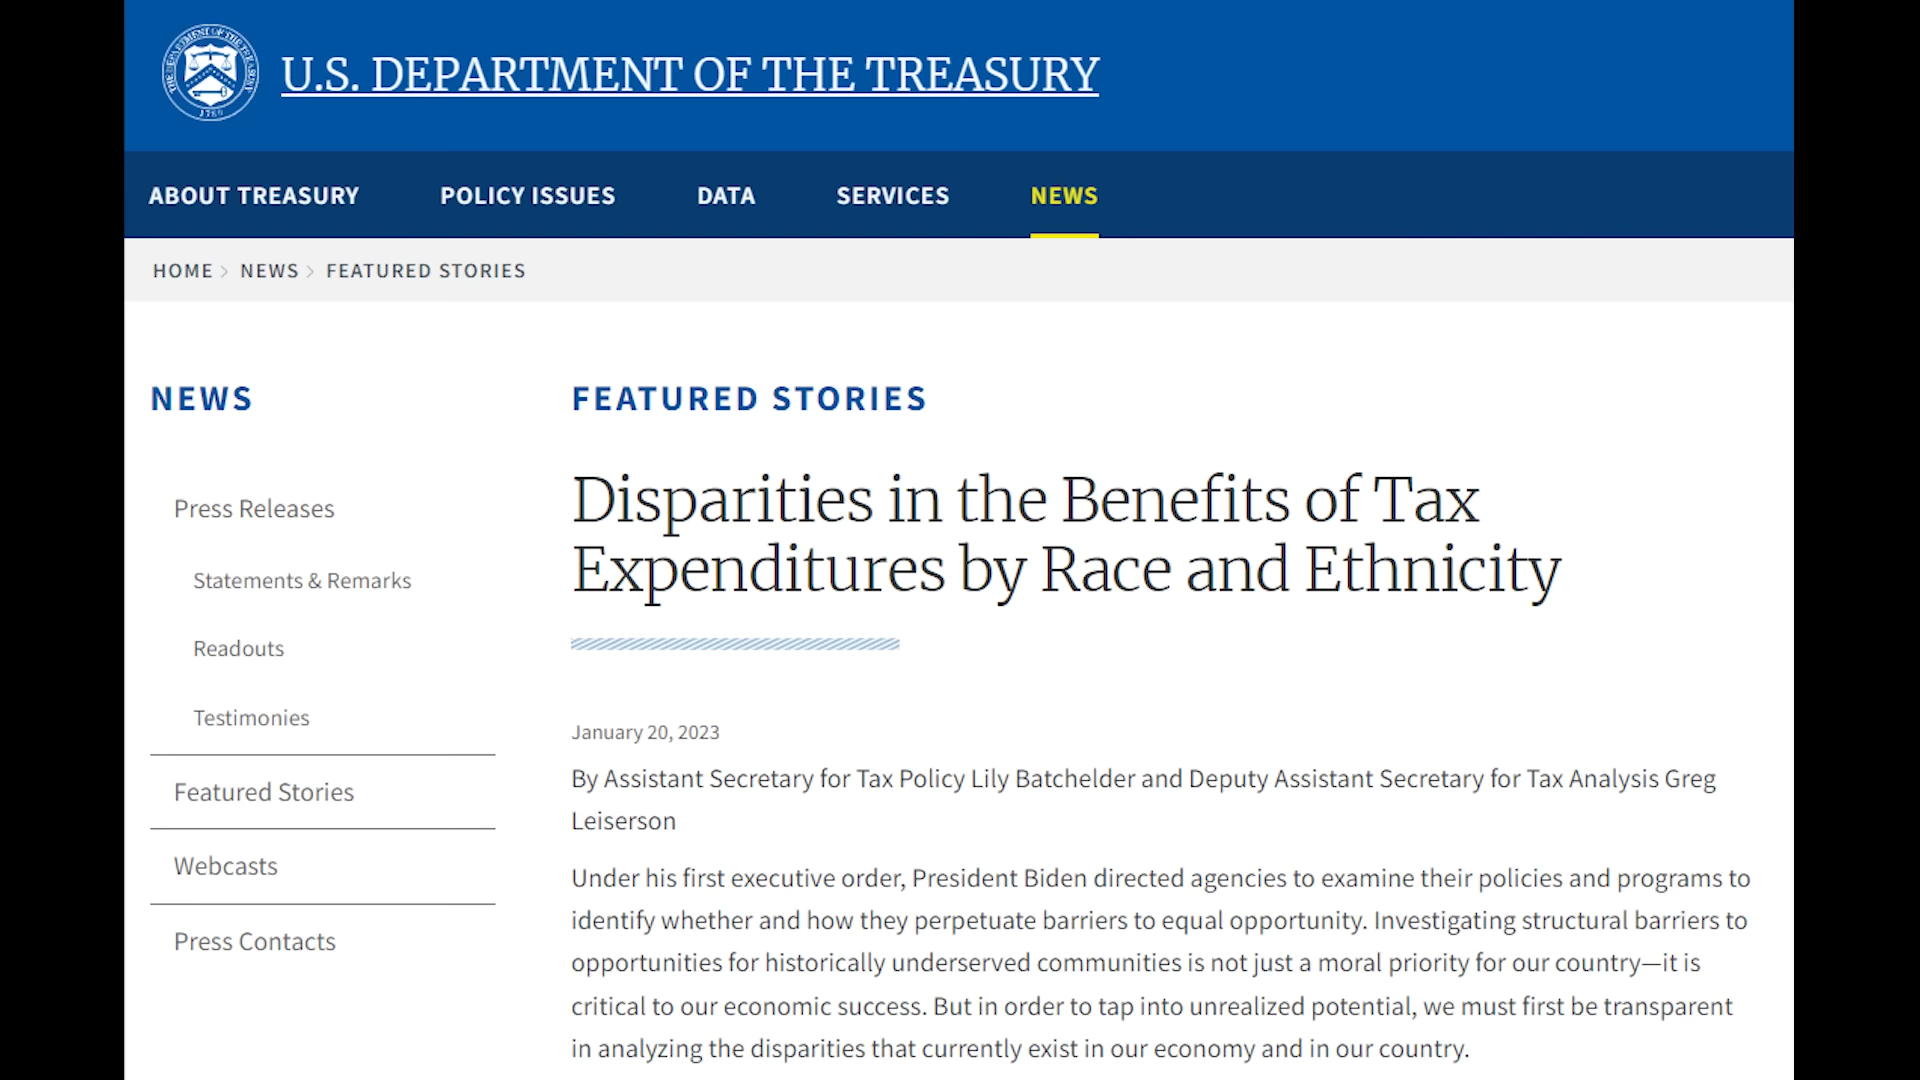 THE DEPARTMENT OF THE TREASURY
1789
U.S. DEPARTMENT OF THE TREASURY
ABOUT TREASURY
POLICY ISSUES
DATA
SERVICES
NEWS
HOME > NEWS > FEATURED STORIES
NEWS
Press Releases
Statements & Remarks
Readouts
Testimonies
Featured Stories
Webcasts
Press Contacts
FEATURED STORIES
Disparities in the Benefits of Tax
Expenditures by Race and Ethnicity
January 20, 2023
By Assistant Secretary for Tax Policy Lily Batchelder and Deputy Assistant Secretary for Tax Analysis Greg
Leiserson
Under his first executive order, President Biden directed agencies to examine their policies and programs to
identify whether and how they perpetuate barriers to equal opportunity. Investigating structural barriers to
opportunities for historically underserved communities is not just a moral priority for our country—it is
critical to our economic success. But in order to tap into unrealized potential, we must first be transparent
in analyzing the disparities that currently exist in our economy and in our country.